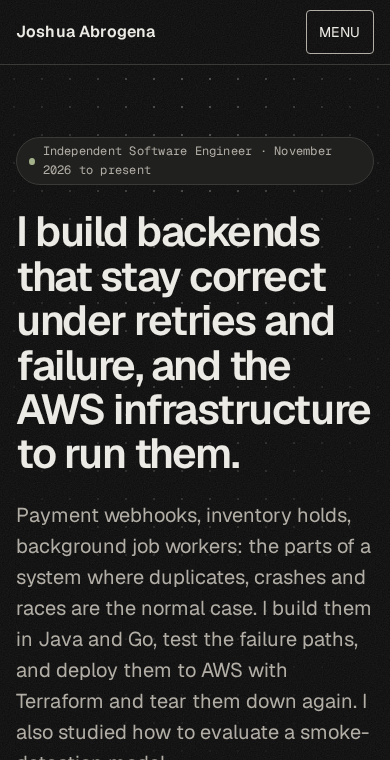 Joshua Abrogena
MENU
Independent Software Engineer · November
2026 to present
I build backends
that stay correct
under retries and
failure, and the
AWS infrastructure
to run them.
Payment webhooks, inventory holds,
background job workers: the parts of a
system where duplicates, crashes and
races are the normal case. I build them
in Java and Go, test the failure paths,
and deploy them to AWS with
Terraform and tear them down again. I
also studied how to evaluate a smoke-
detection model